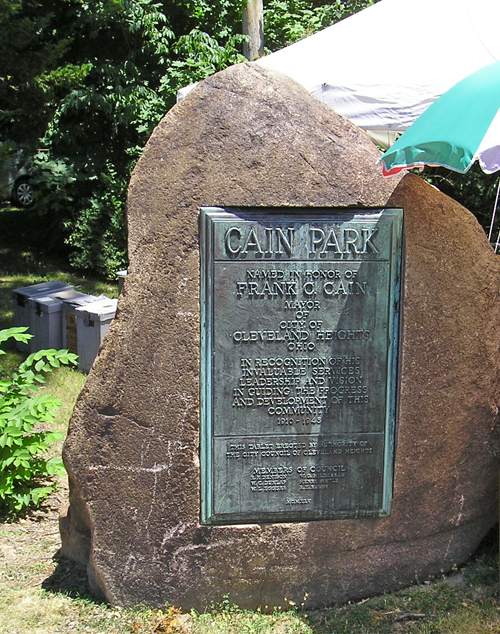 CAIN PARK
NAMED IN HONOR OF
FRANK C. CAIN
MAYOR
OF
CITY OF
CLEVELAND HEIGHTS
OHIO
IN RECOGNITION OF HIS
INVALUABLE SERVICES
LEADERSHIP AND VISION
IN GUIDING THE PROGRESS
AND DEVELOPMENT OF THIS
COMMUNITY
THIS TABLET ERECTED BY AUTHORITY OF
THE CITY COUNCIL OF CLEVELAND HEIGHTS
MEMBERS OF COUNCIL